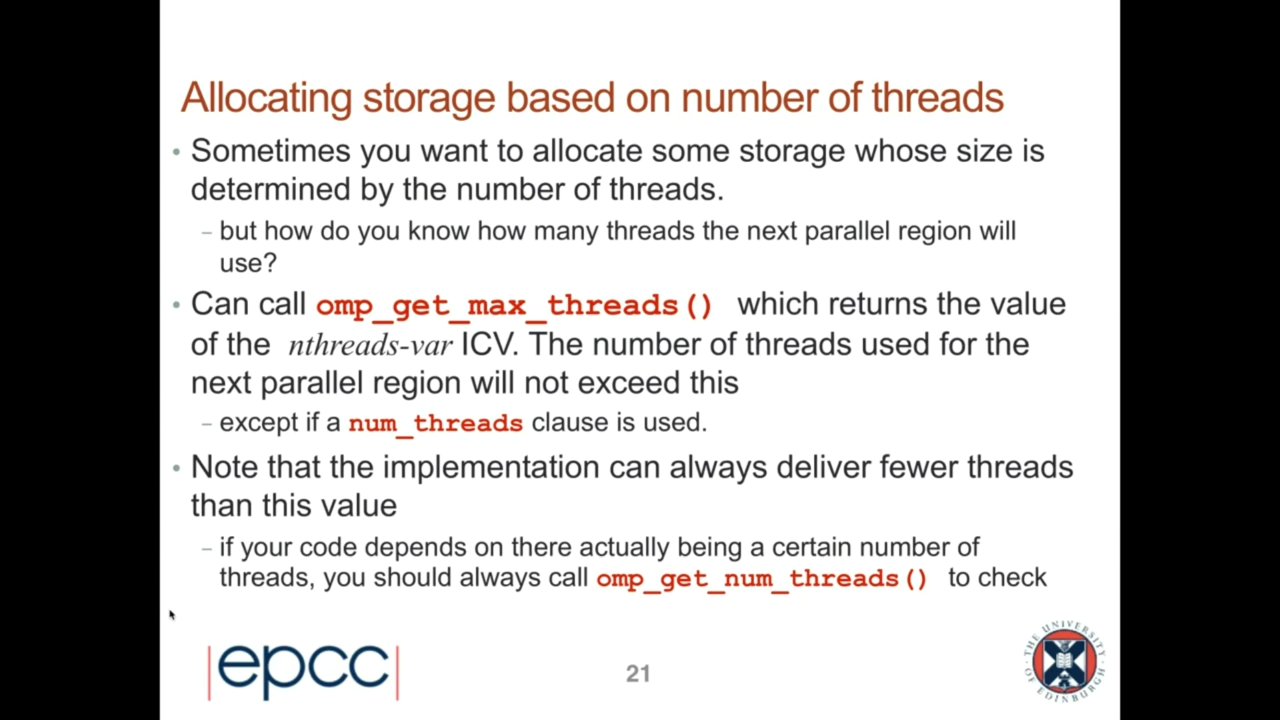 Allocating storage based on number of threads
• Sometimes you want to allocate some storage whose size is
determined by the number of threads.
– but how do you know how many threads the next parallel region will
use?
• Can call omp_get_max_threads() which returns the value
of the nthreads-var ICV. The number of threads used for the
next parallel region will not exceed this
– except if a num_threads clause is used.
• Note that the implementation can always deliver fewer threads
than this value
– if your code depends on there actually being a certain number of
threads, you should always call omp_get_num_threads() to check
|epcc|
21
THE UNIVERSITY
OF EDINBURGH